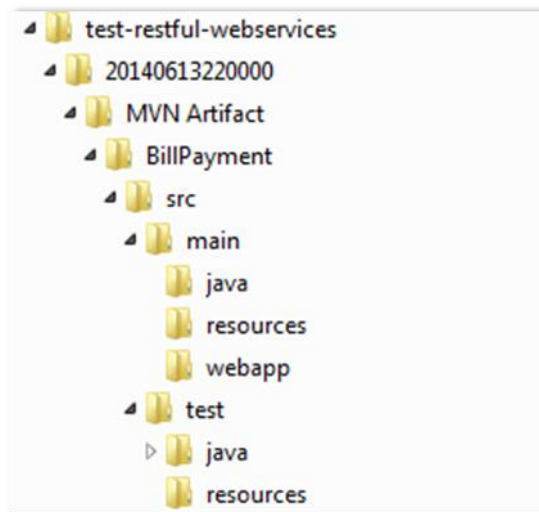 test-restful-webservices
20140613220000
MVN Artifact
BillPayment
src
main
java
resources
webapp
test
java
resources